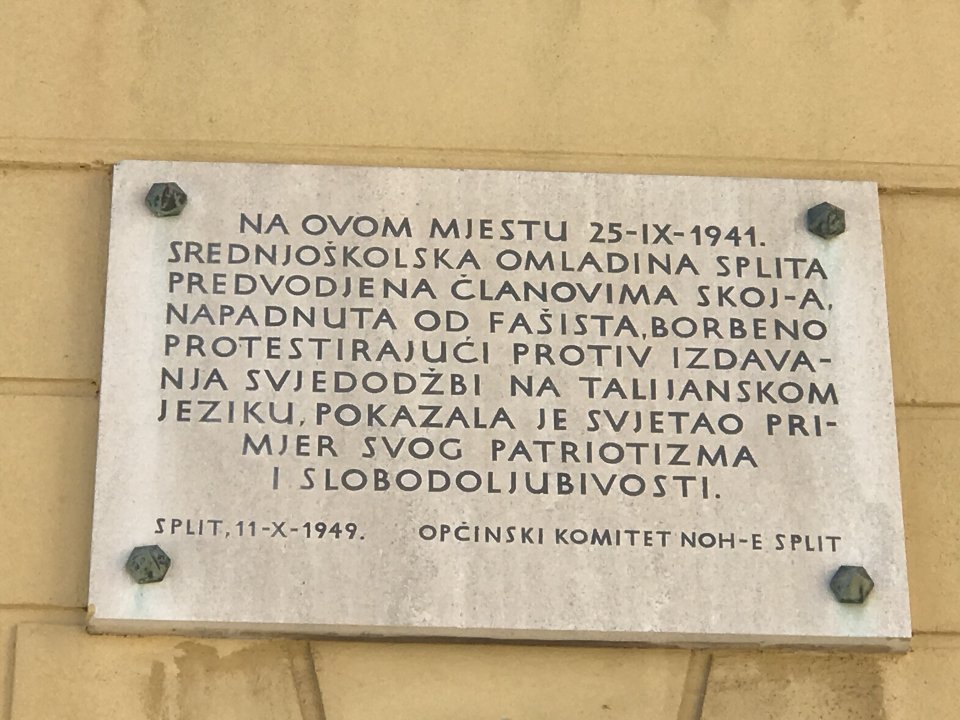 NA OVOM MJESTU 25-IX-1941.
SREDNJOŠKOLSKA OMLADINA SPLITA
PREDVODJENA ČLANOVIMA SKOJ-A,
NAPADNUTA OD FAŠISTA, BORBENO
PROTESTIRAJUĆI PROTIV IZDAVA-
NJA SVJEDODŽBI NA TALIJANSKOM
JEZIKU, POKAZALA JE SVJETAO PRI-
MJER SVOG PATRIOTIZMA
I SLOBODOLJUBIVOSTI.
SPLIT, 11-X-1949. OPČINSKI KOMITET NOH-E SPLIT